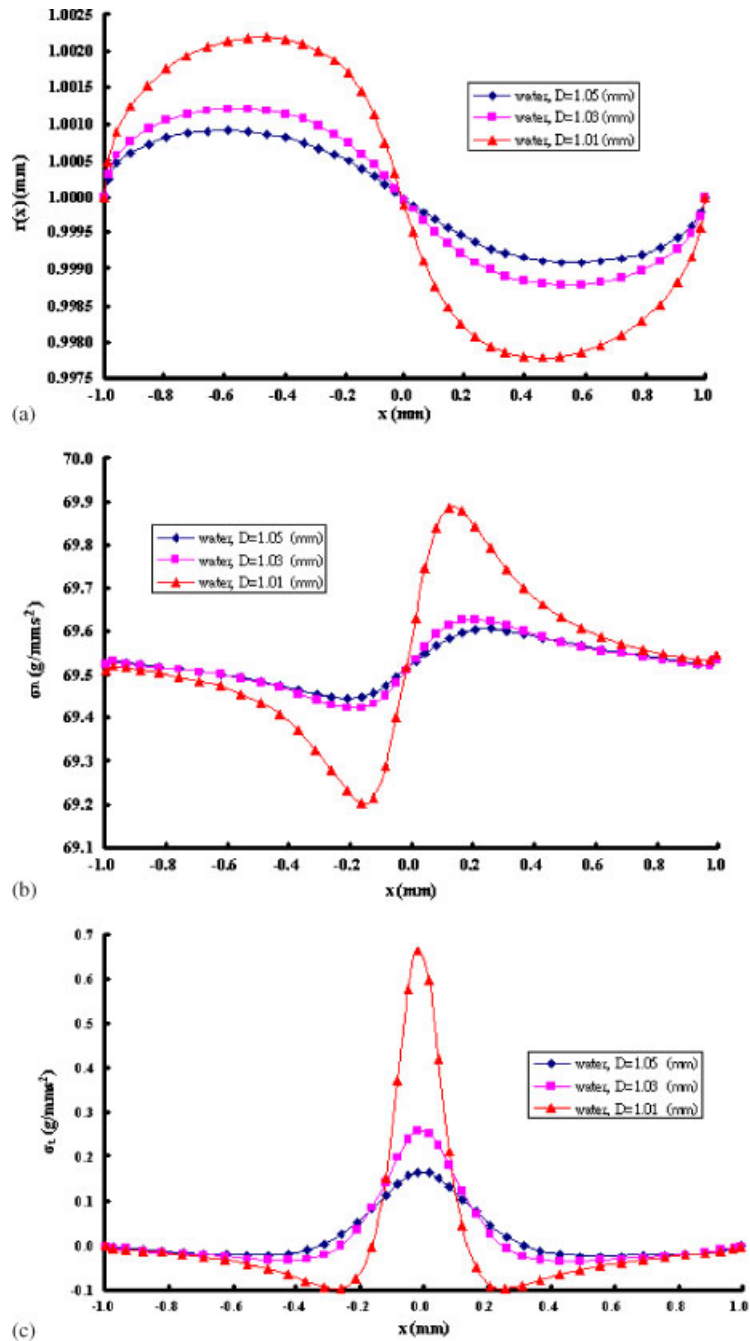 1.0025
1.0020
1.0015
1.0010
1.0005
1.0000
0.9995
0.9990
0.9985
0.9980
0.9975
r(x) (mm)
water, D=1.05 (mm)
water, D=1.03 (mm)
water, D=1.01 (mm)
-1.0 -0.8 -0.6 -0.4 -0.2 0.0 0.2 0.4 0.6 0.8 1.0
x (mm)
(a)
70.0
69.9
69.8
69.7
69.6
69.5
69.4
69.3
69.2
69.1
σn (g/mms²)
water, D=1.05 (mm)
water, D=1.03 (mm)
water, D=1.01 (mm)
-1.0 -0.8 -0.6 -0.4 -0.2 0.0 0.2 0.4 0.6 0.8 1.0
x (mm)
(b)
0.7
0.6
0.5
0.4
0.3
0.2
0.1
0.0
-0.1
σt (g/mms²)
water, D=1.05 (mm)
water, D=1.03 (mm)
water, D=1.01 (mm)
-1.0 -0.8 -0.6 -0.4 -0.2 0.0 0.2 0.4 0.6 0.8 1.0
x (mm)
(c)